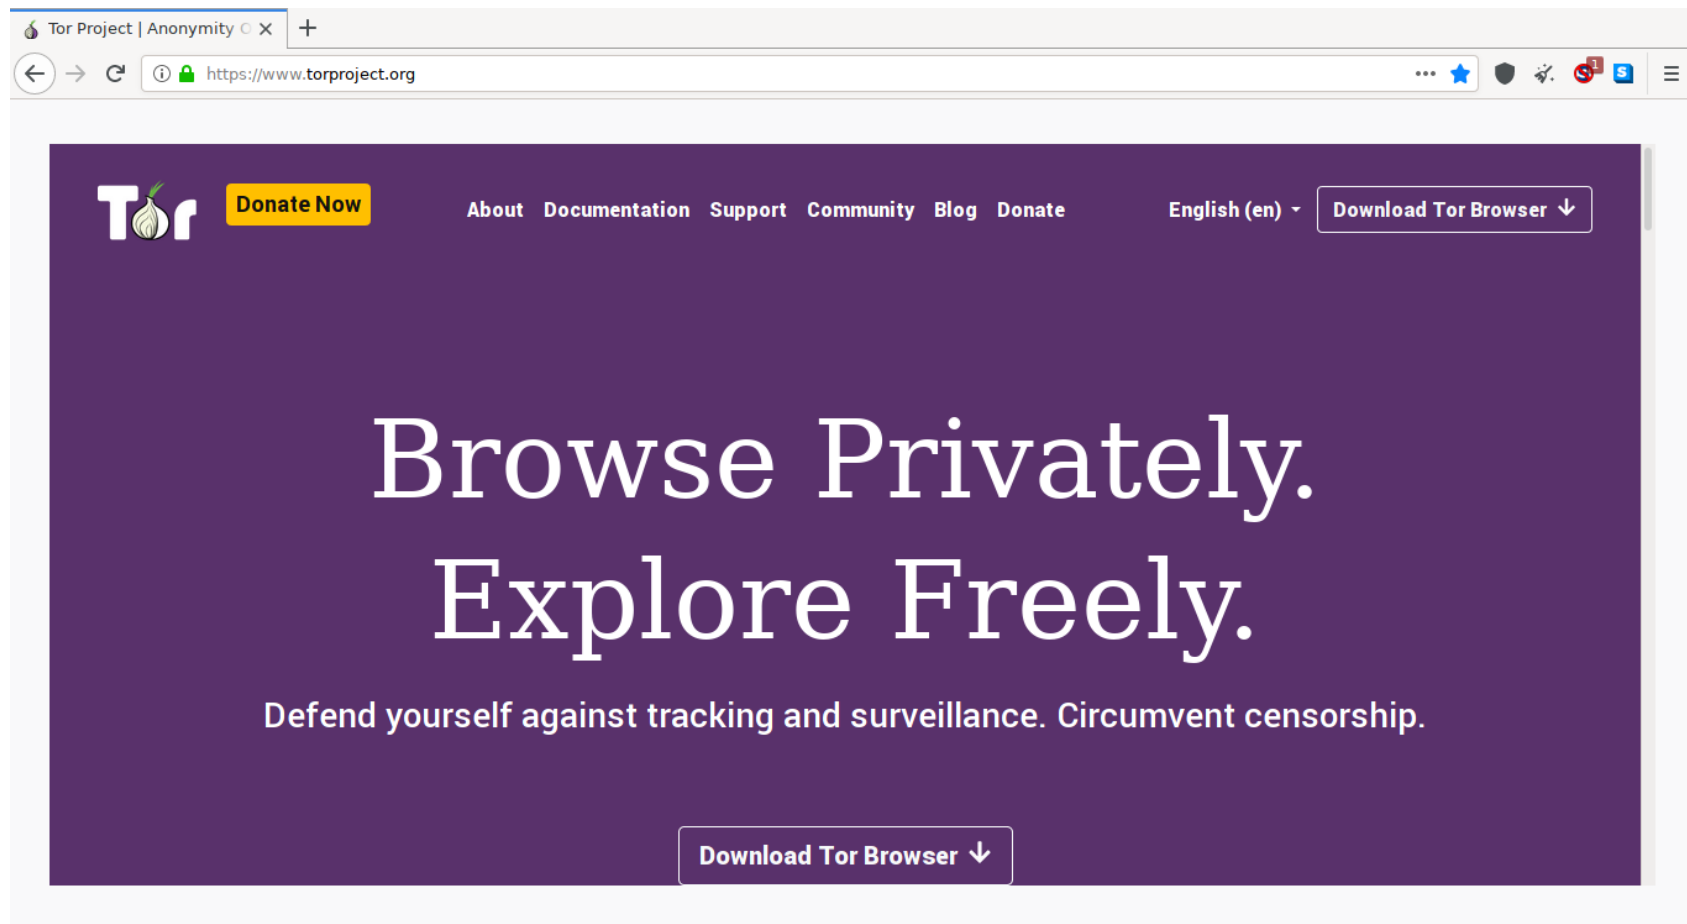 Tor Project | Anonymity O
https://www.torproject.org
1
S
Tor
Donate Now
About Documentation Support Community Blog Donate
English (en)
Download Tor Browser
Browse Privately.
Explore Freely.
Defend yourself against tracking and surveillance. Circumvent censorship.
Download Tor Browser